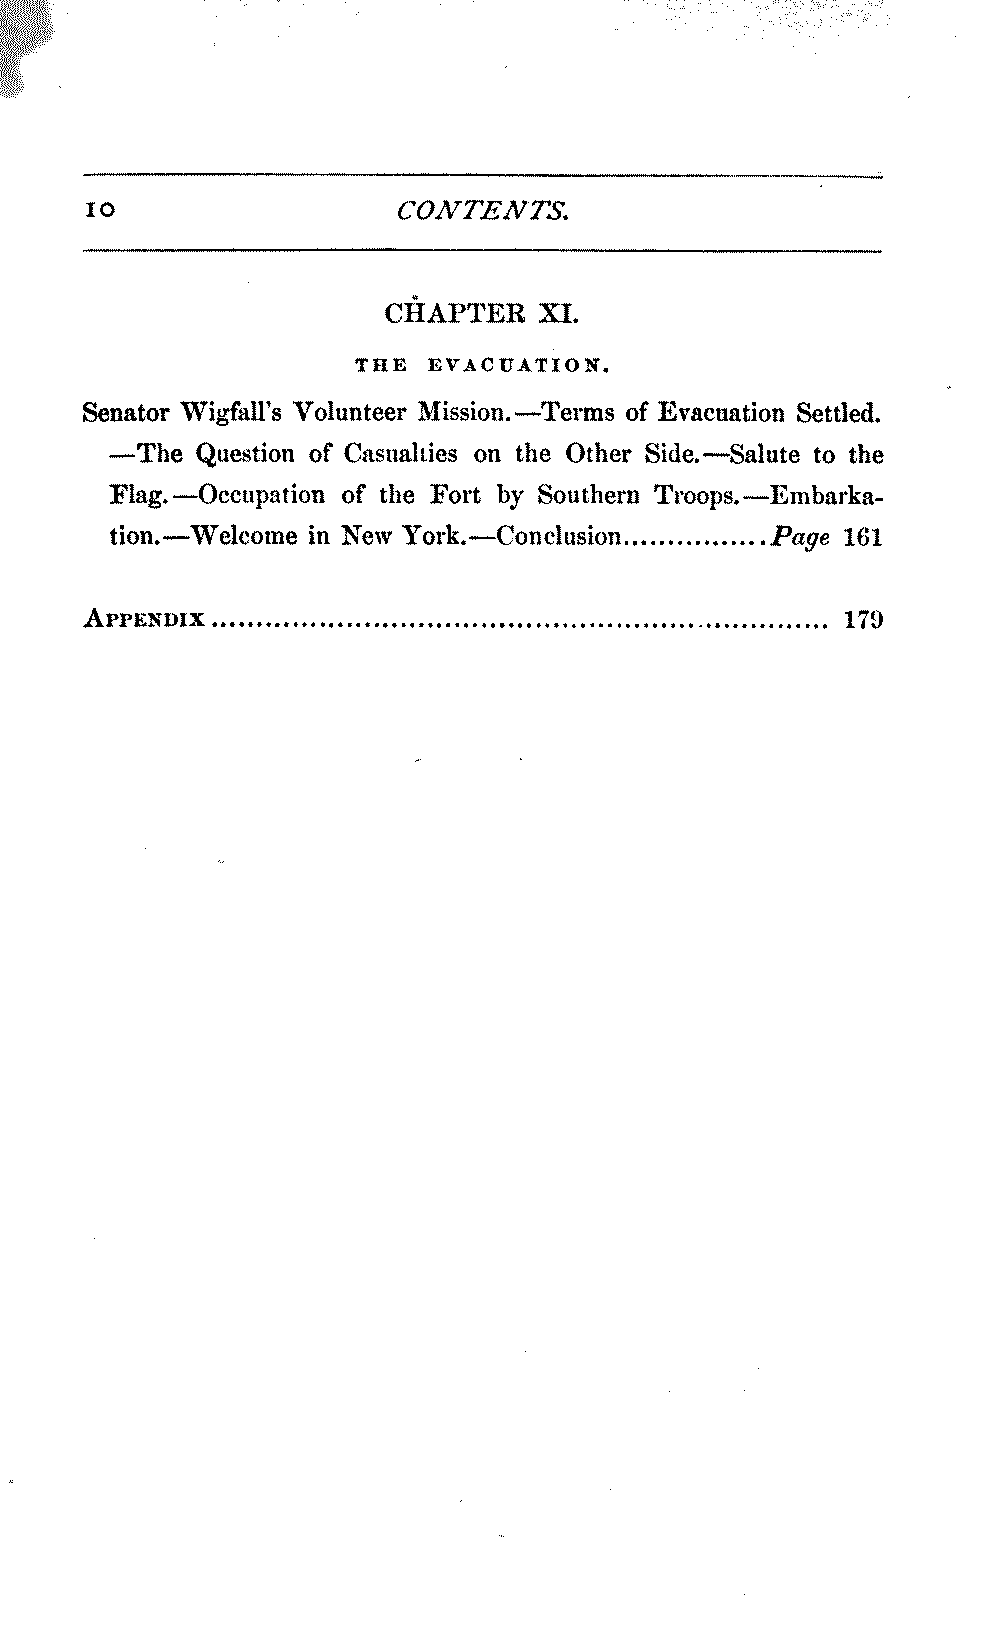 10 CONTENTS.
CHAPTER XI.
THE EVACUATION.
Senator Wigfall's Volunteer Mission.—Terms of Evacuation Settled.
—The Question of Casualties on the Other Side.—Salute to the
Flag.—Occupation of the Fort by Southern Troops.—Embarka-
tion.—Welcome in New York.—Conclusion................Page 161
APPENDIX..................................................................... 179